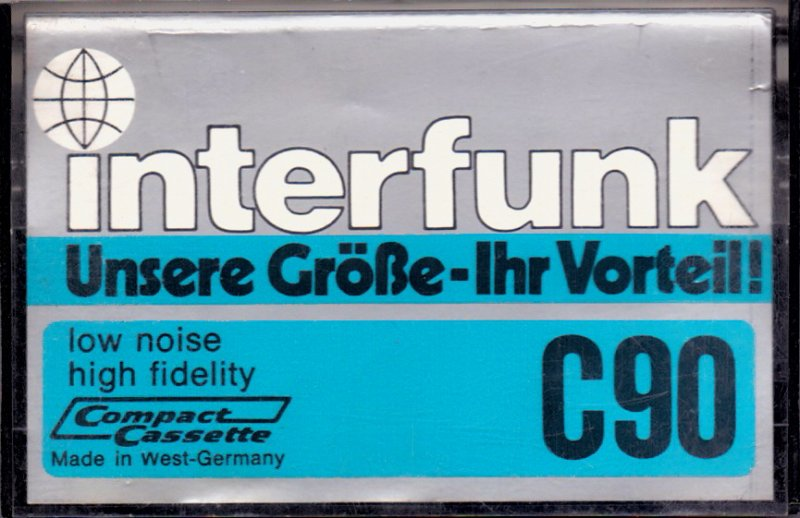 interfunk
Unsere Größe-Ihr Vorteil!
low noise
high fidelity
C90
Compact
Cassette
Made in West-Germany